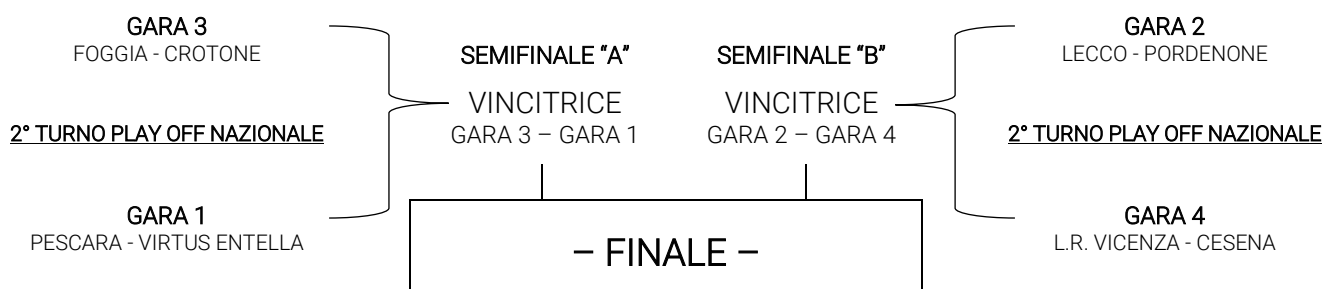 GARA 3
FOGGIA - CROTONE
2° TURNO PLAY OFF NAZIONALE
GARA 1
PESCARA - VIRTUS ENTELLA
SEMIFINALE "A"
VINCITRICE
GARA 3 – GARA 1
SEMIFINALE "B"
VINCITRICE
GARA 2 – GARA 4
GARA 2
LECCO - PORDENONE
2° TURNO PLAY OFF NAZIONALE
GARA 4
L.R. VICENZA - CESENA
– FINALE –